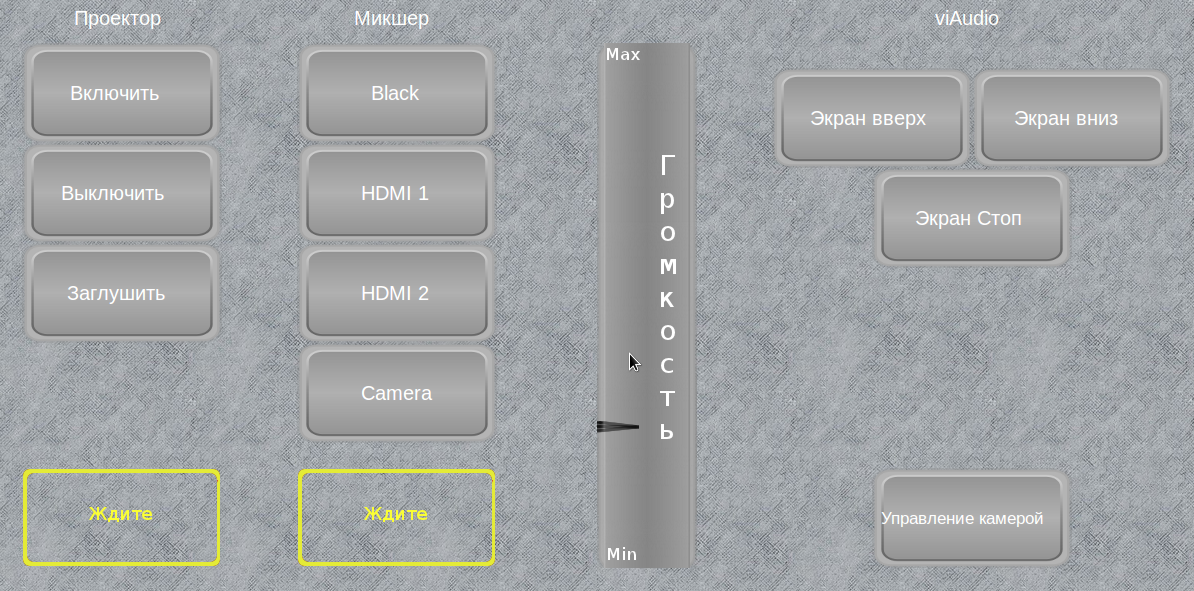 Проектор
Микшер
viAudio
Включить
Выключить
Заглушить
Ждите
Black
HDMI 1
HDMI 2
Camera
Ждите
Max
Громкость
Min
Экран вверх
Экран вниз
Экран Стоп
Управление камерой